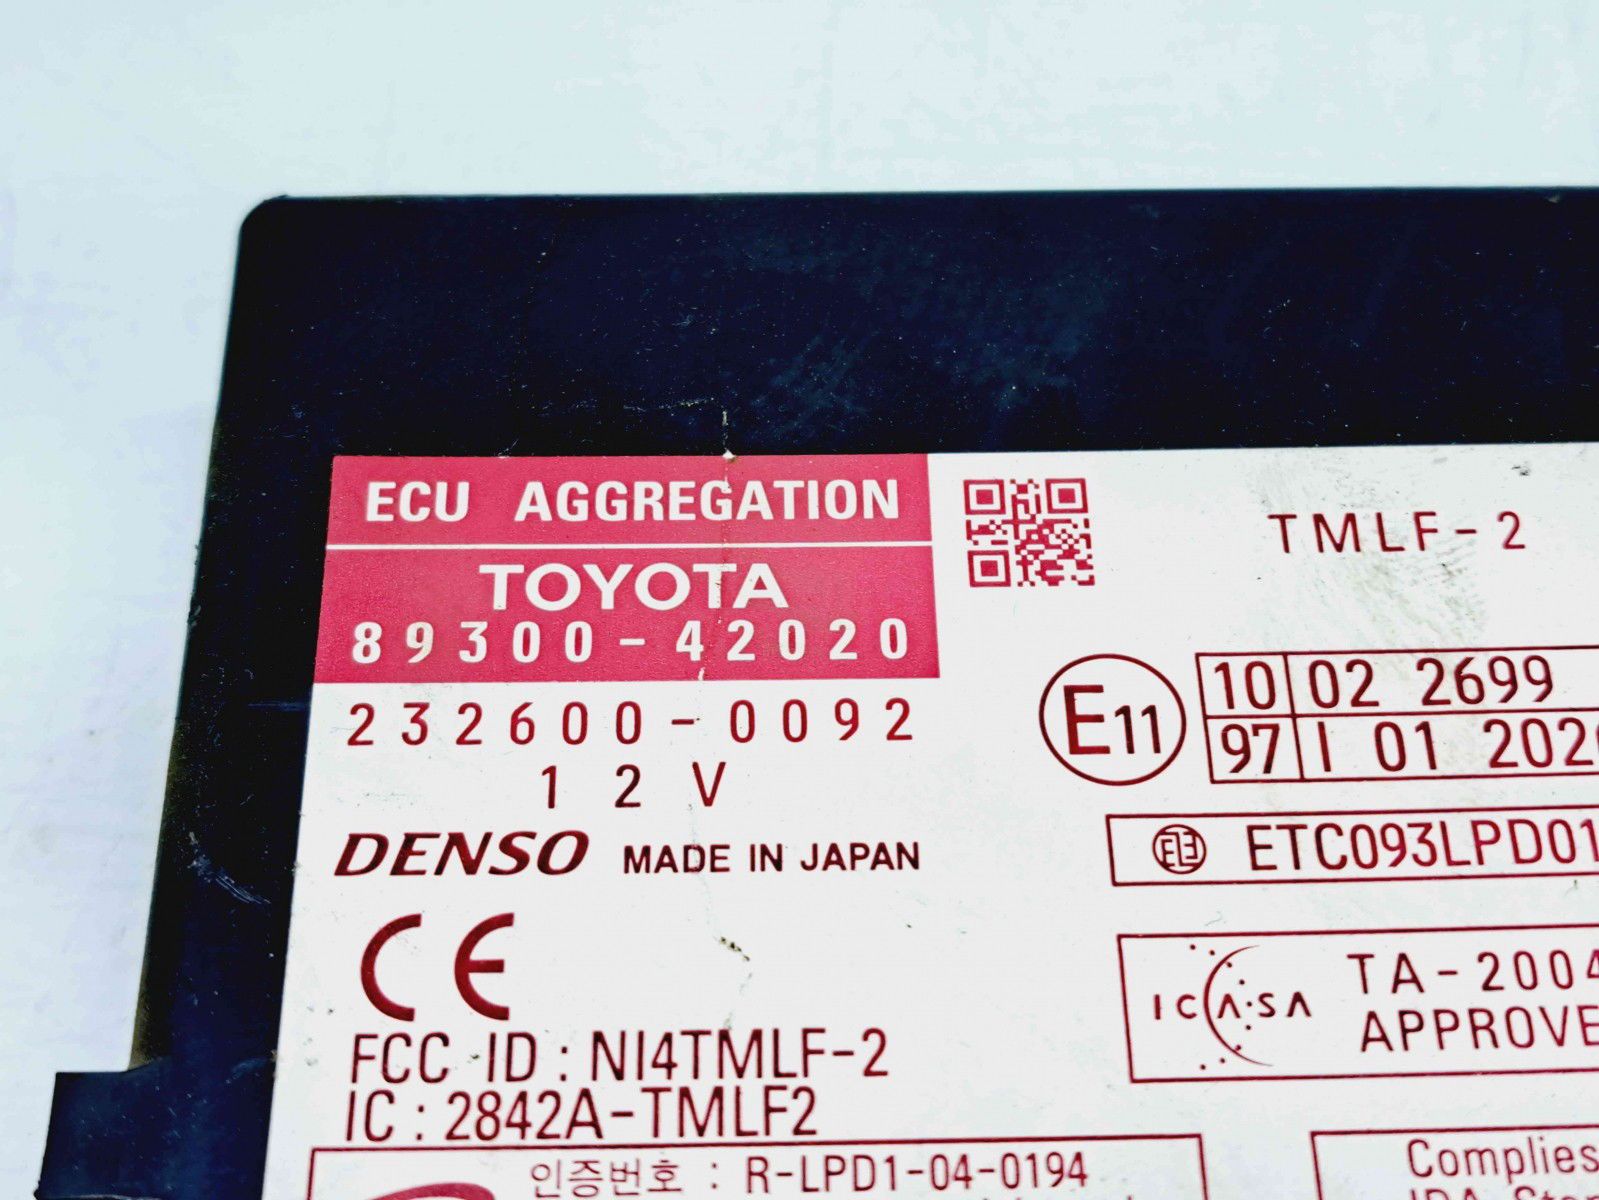 ECU AGGREGATION
TOYOTA
89300-42020
232600-0092
12V
DENSO MADE IN JAPAN
CE
FCC ID : NI4TMLF-2
IC : 2842A-TMLF2
인증번호 : R-LPD1-04-0194
TMLF-2
E11
10 02 2699
97 I 01 202
ETC093LPD01
ICASA
TA-2004
APPROVE
Complies